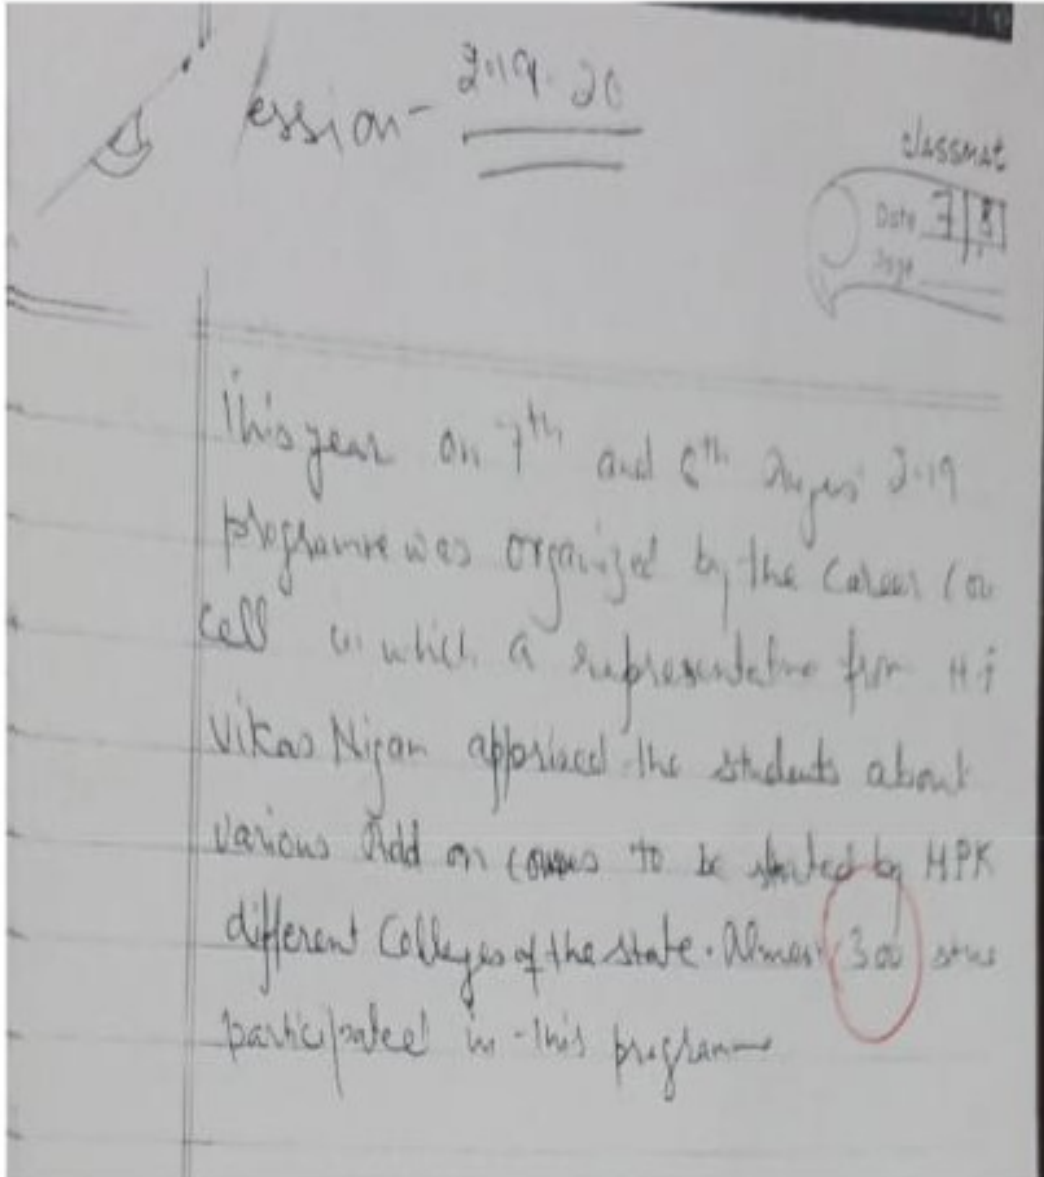 Session- 2019-20
classmat
Date 7/8
Page
This year on 7th and 8th August 2019
programme was organized by the Career Cou
cell in which a representative from H.P
Vikas Nigam apprised the students about
various Add on courses to be started by HPK
different Colleges of the state. Almost 300
participated in this programme